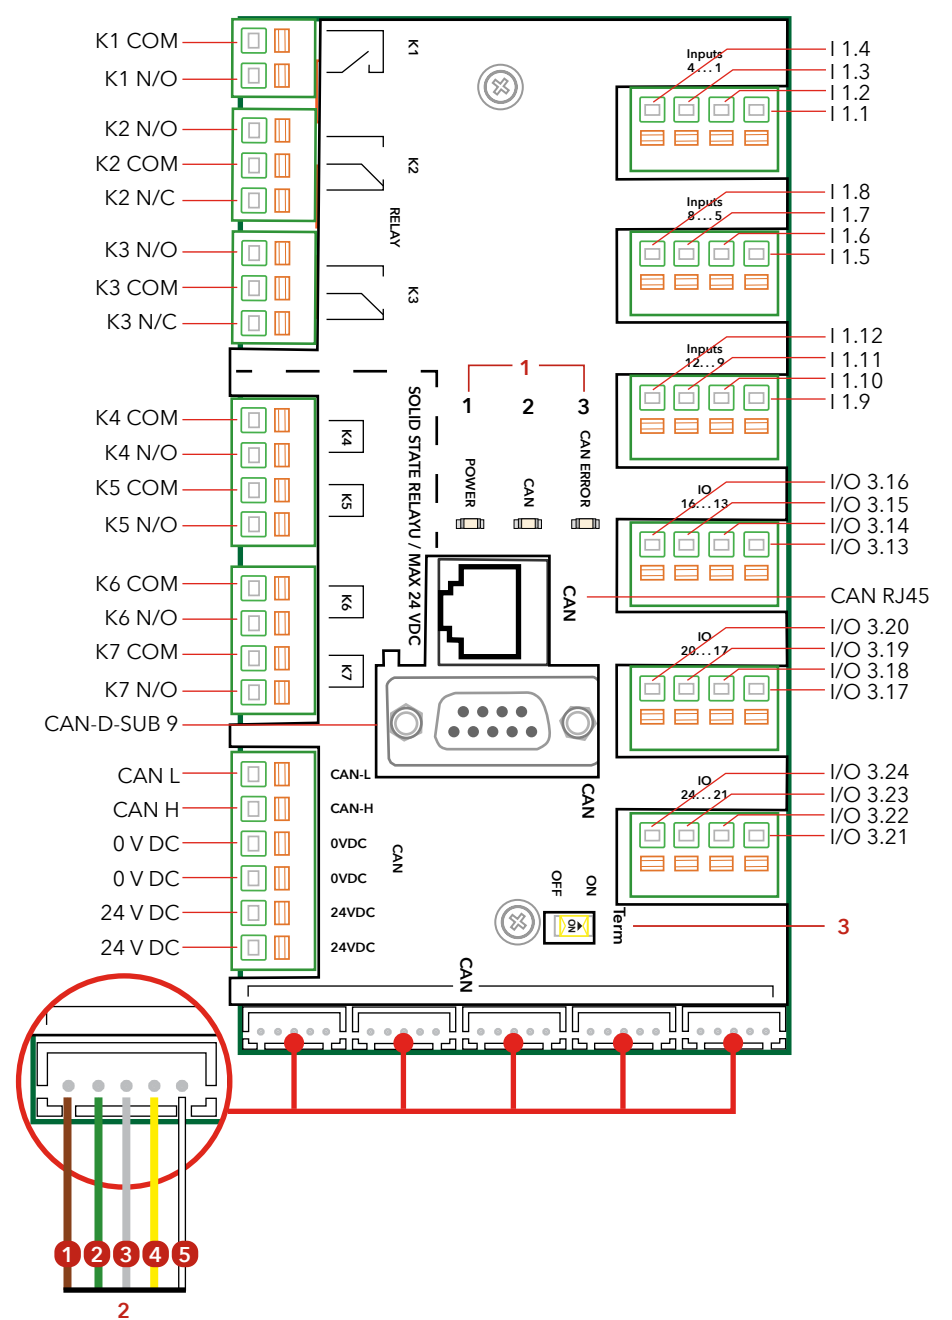 K1 COM
K1 N/O
K2 N/O
K2 COM
K2 N/C
K3 N/O
K3 COM
K3 N/C
K4 COM
K4 N/O
K5 COM
K5 N/O
K6 COM
K6 N/O
K7 COM
K7 N/O
CAN-D-SUB 9
CAN L
CAN H
0 V DC
0 V DC
24 V DC
24 V DC
K1
K2
RELAY
K3
K4
K5
K6
K7
SOLID STATE RELAYU / MAX 24 VDC
CAN-L
CAN-H
0VDC
0VDC
24VDC
24VDC
CAN
1
1
2
3
POWER
CAN
CAN ERROR
CAN
CAN
OFF
ON
ON
Term
CAN
Inputs
4...1
Inputs
8...5
Inputs
12...9
IO
16...13
IO
20...17
IO
24...21
I 1.4
I 1.3
I 1.2
I 1.1
I 1.8
I 1.7
I 1.6
I 1.5
I 1.12
I 1.11
I 1.10
I 1.9
I/O 3.16
I/O 3.15
I/O 3.14
I/O 3.13
CAN RJ45
I/O 3.20
I/O 3.19
I/O 3.18
I/O 3.17
I/O 3.24
I/O 3.23
I/O 3.22
I/O 3.21
3
1 2 3 4 5
2